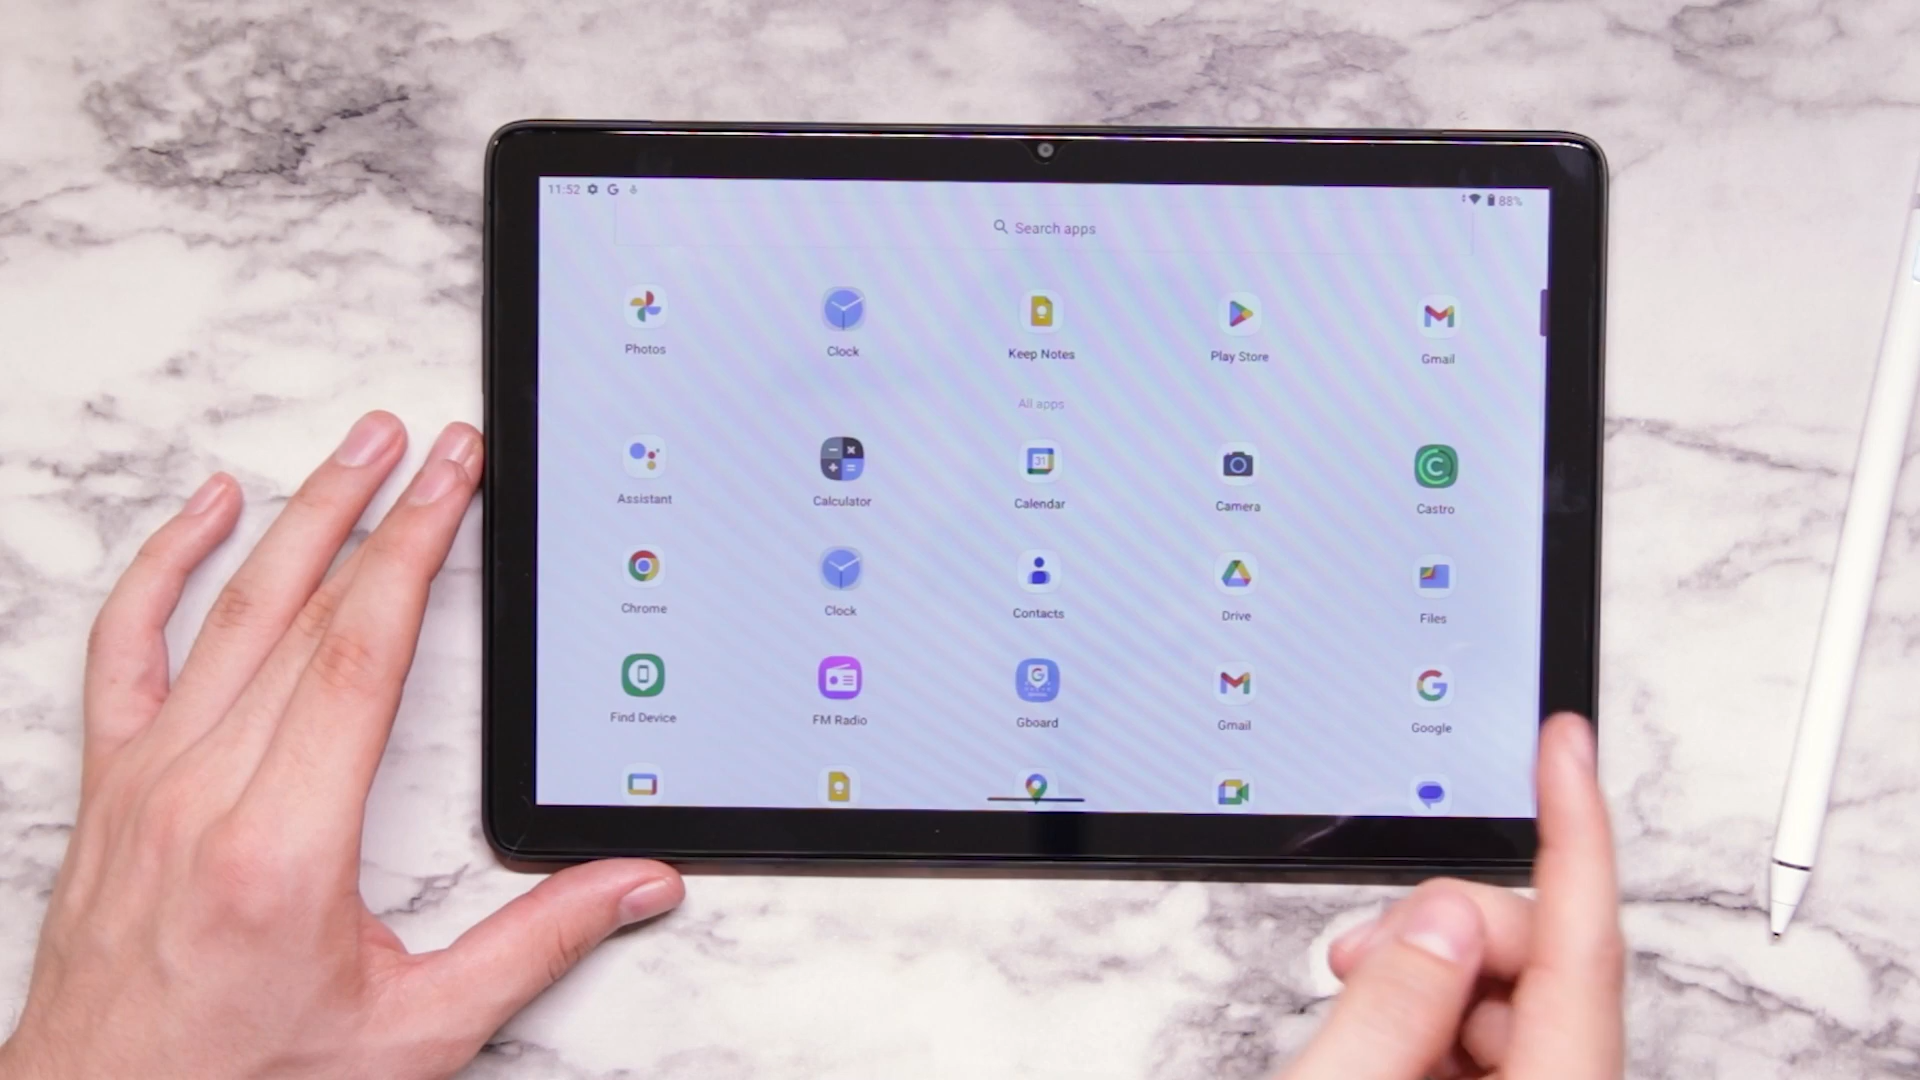 11:52
88%
Search apps
Photos
Clock
Keep Notes
Play Store
Gmail
All apps
Assistant
Calculator
31
Calendar
Camera
Castro
Chrome
Clock
Contacts
Drive
Files
Find Device
FM Radio
Gboard
Gmail
Google